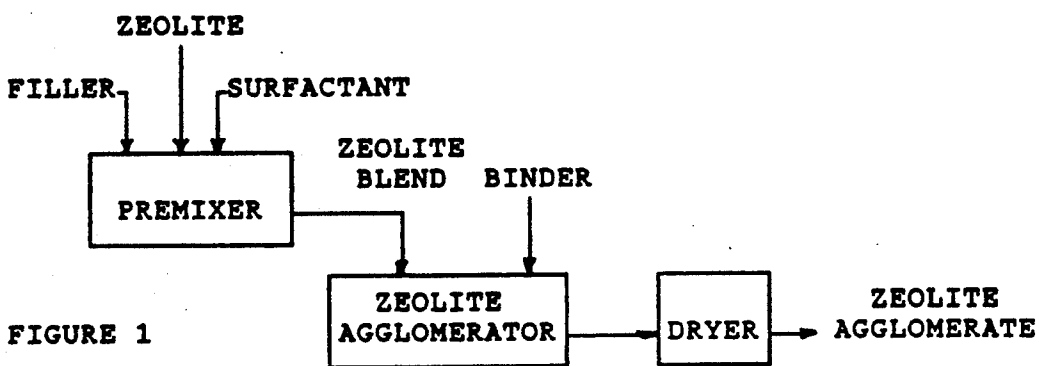 ZEOLITE
FILLER
SURFACTANT
PREMIXER
ZEOLITE
BLEND
BINDER
ZEOLITE
AGGLOMERATOR
DRYER
ZEOLITE
AGGLOMERATE
FIGURE 1